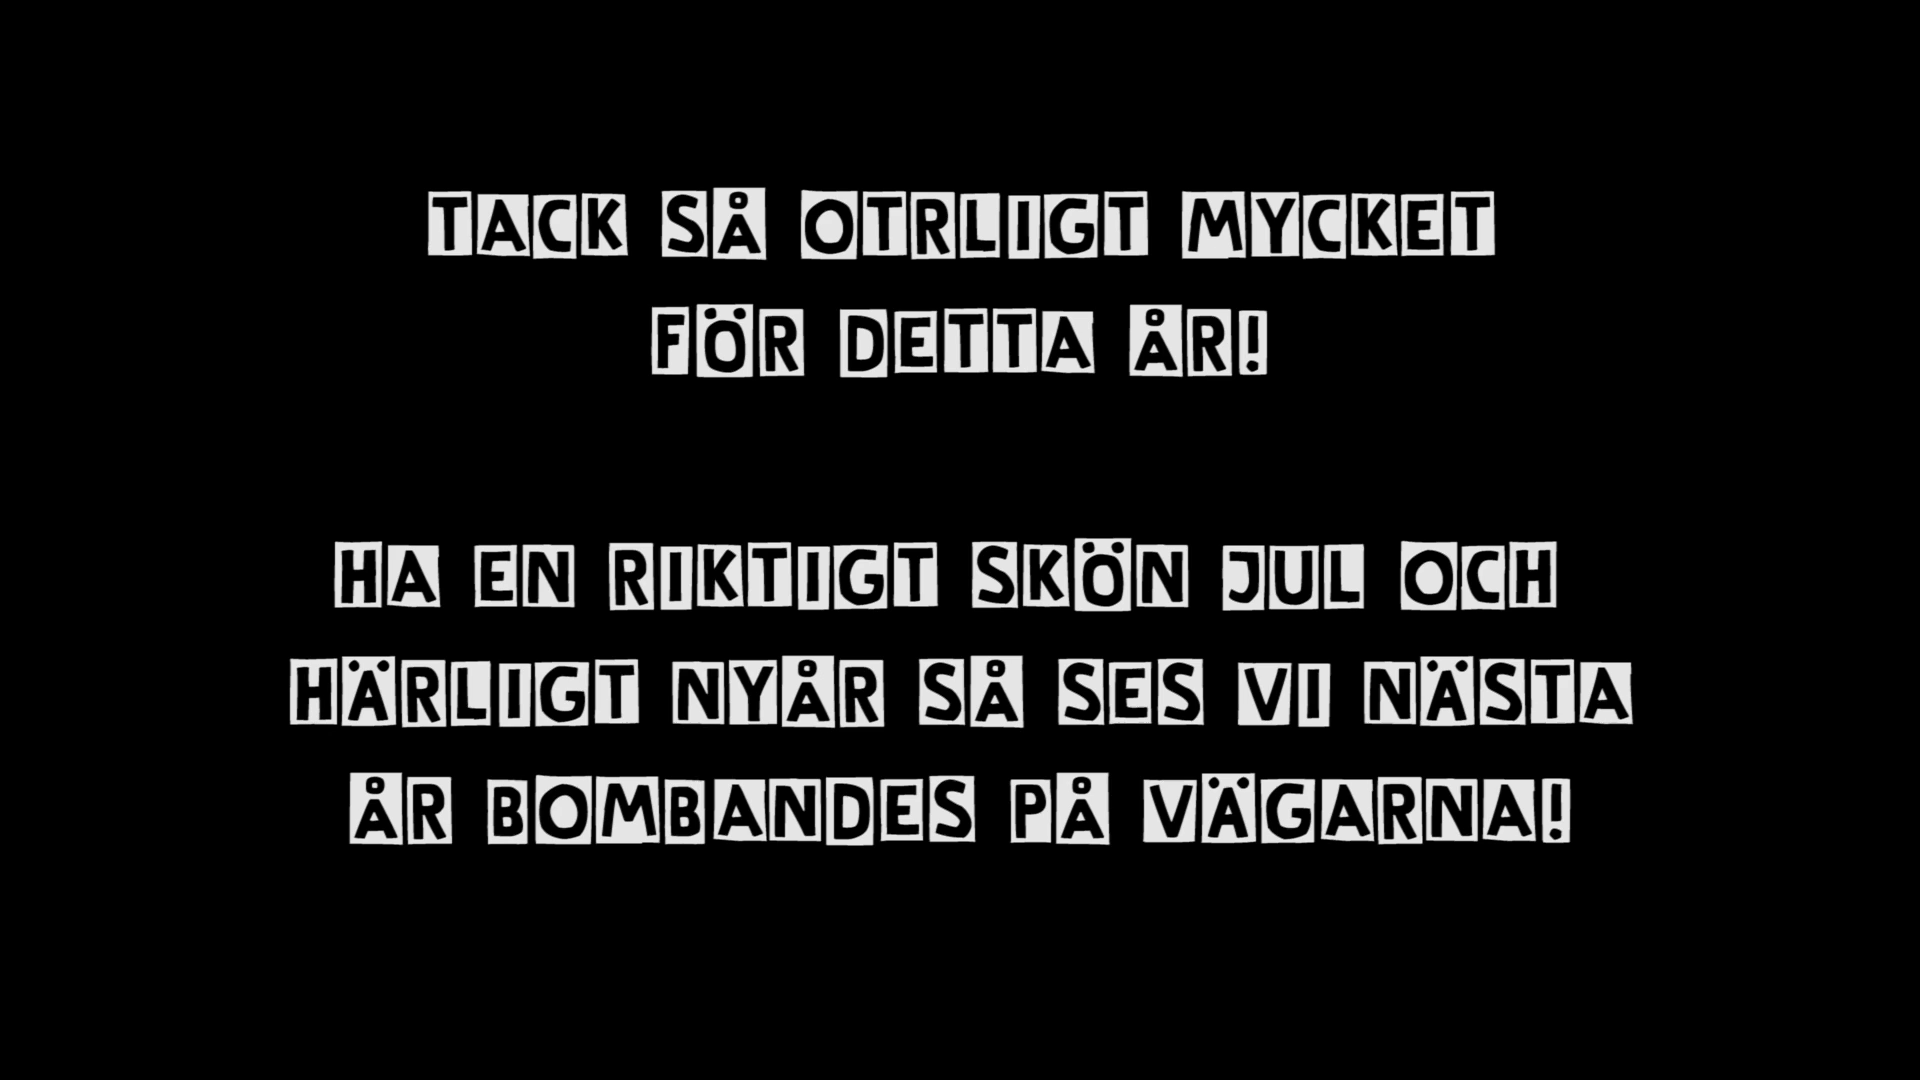 TACK SÅ OTRLIGT MYCKET
FÖR DETTA ÅR!
HA EN RIKTIGT SKÖN JUL OCH
HÄRLIGT NYÅR SÅ SES VI NÄSTA
ÅR BOMBANDES PÅ VÄGARNA!